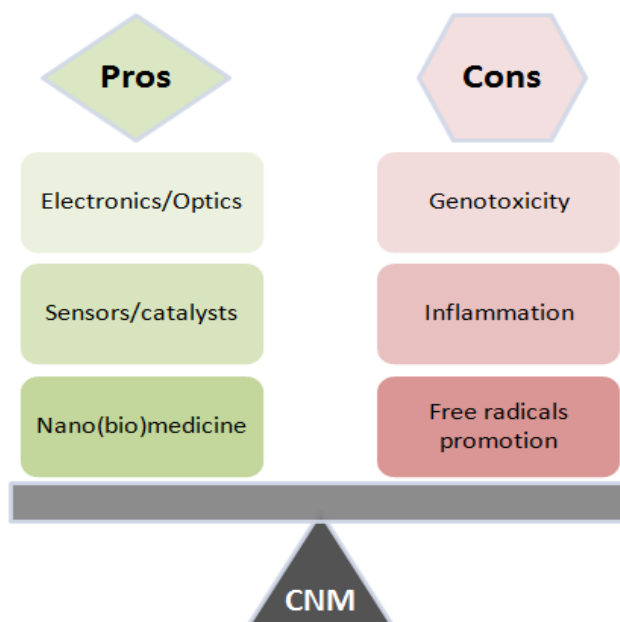 Pros
Cons
Electronics/Optics
Genotoxicity
Sensors/catalysts
Inflammation
Nano(bio)medicine
Free radicals
promotion
CNM